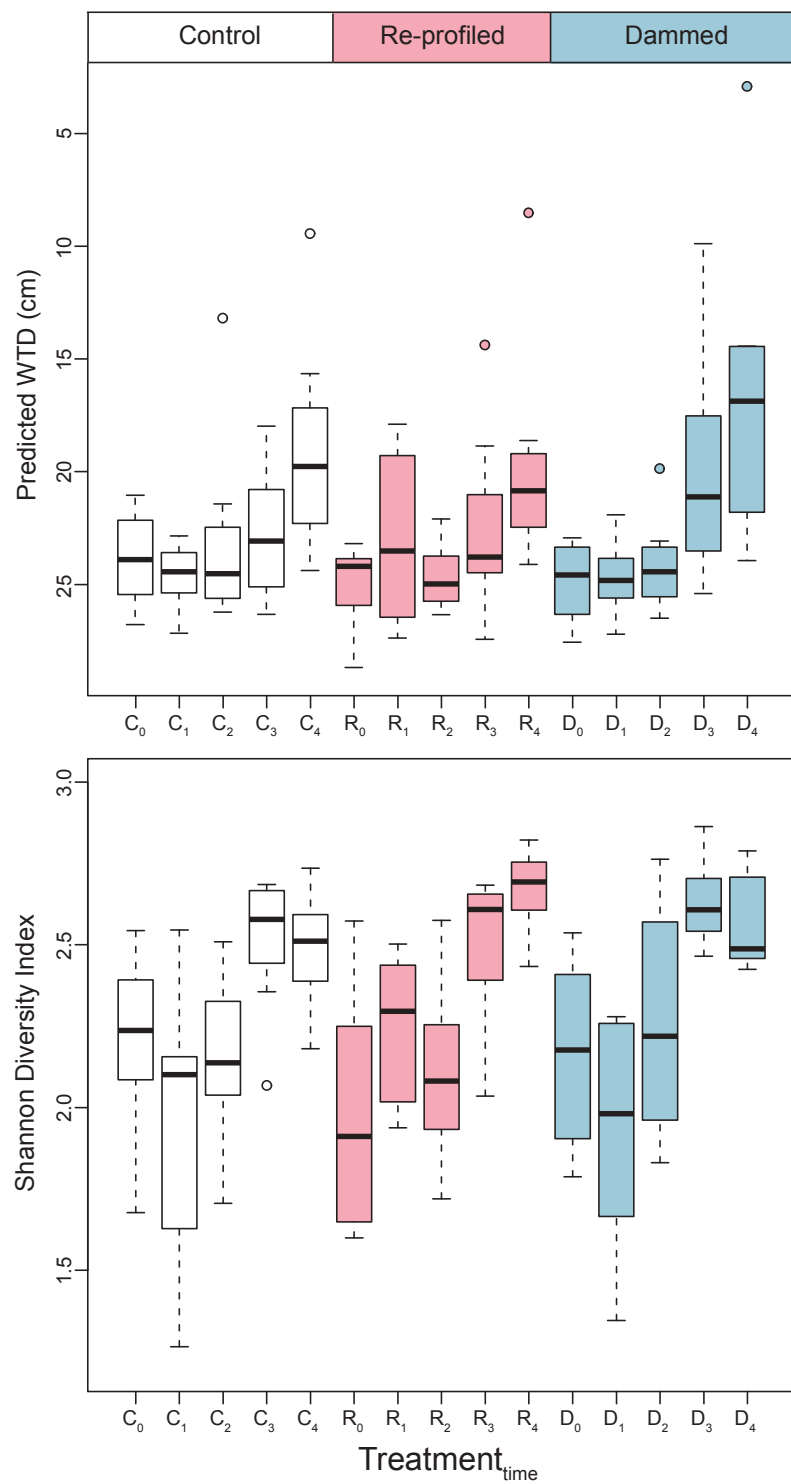 Control Re-profiled Dammed
Predicted WTD (cm)
5
10
15
20
25
C₀ C₁ C₂ C₃ C₄ R₀ R₁ R₂ R₃ R₄ D₀ D₁ D₂ D₃ D₄
Shannon Diversity Index
3.0
2.5
2.0
1.5
C₀ C₁ C₂ C₃ C₄ R₀ R₁ R₂ R₃ R₄ D₀ D₁ D₂ D₃ D₄
Treatment time